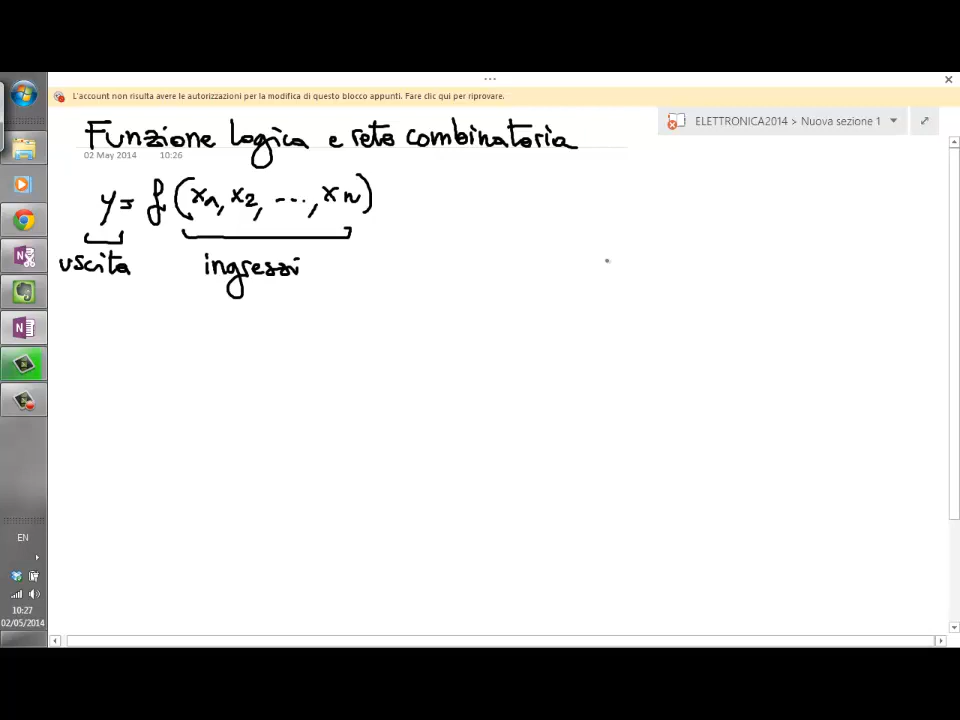 L'account non risulta avere le autorizzazioni per la modifica di questo blocco appunti. Fare clic qui per riprovare.
ELETTRONICA2014 > Nuova sezione 1
Funzione logica e rete combinatoria
02 May 2014 10:26
y = f (x1, x2, ..., xn)
uscita ingressi
EN
10:27
02/05/2014